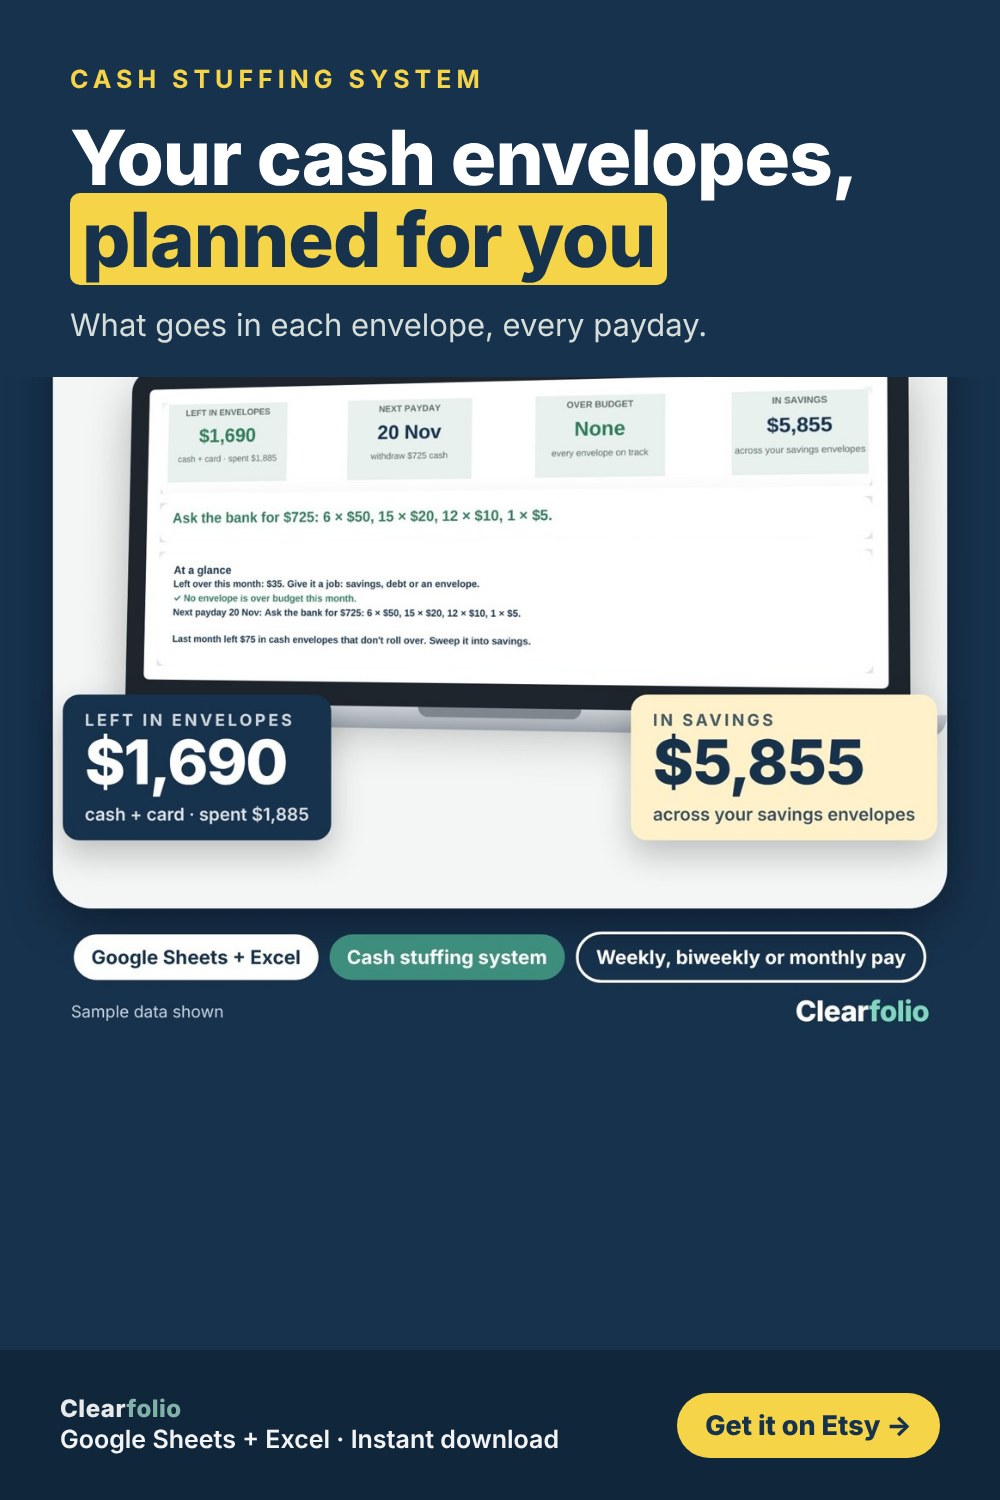 CASH STUFFING SYSTEM
Your cash envelopes,
planned for you
What goes in each envelope, every payday.
LEFT IN ENVELOPES
$1,690
cash + card · spent $1,885
NEXT PAYDAY
20 Nov
withdraw $725 cash
OVER BUDGET
None
every envelope on track
IN SAVINGS
$5,855
across your savings envelopes
Ask the bank for $725: 6 × $50, 15 × $20, 12 × $10, 1 × $5.
At a glance
Left over this month: $35. Give it a job: savings, debt or an envelope.
✓ No envelope is over budget this month.
Next payday 20 Nov: Ask the bank for $725: 6 × $50, 15 × $20, 12 × $10, 1 × $5.
Last month left $75 in cash envelopes that don't roll over. Sweep it into savings.
LEFT IN ENVELOPES
$1,690
cash + card · spent $1,885
IN SAVINGS
$5,855
across your savings envelopes
Google Sheets + Excel
Cash stuffing system
Weekly, biweekly or monthly pay
Sample data shown
Clearfolio
Clearfolio
Google Sheets + Excel · Instant download
Get it on Etsy →